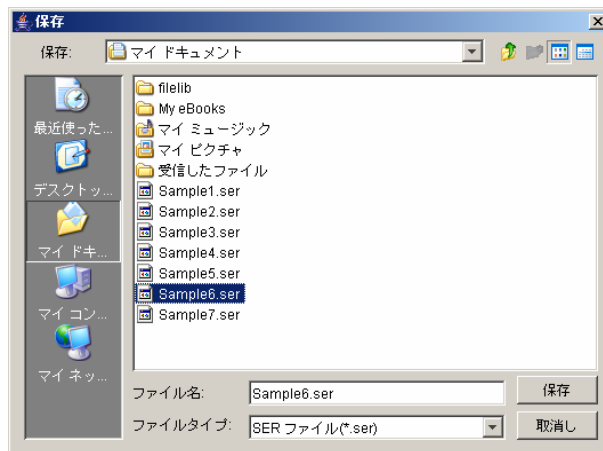 保存
保存:
マイ ドキュメント
最近使った...
デスクトッ...
マイ ドキ...
マイ コン...
マイ ネッ...
filelib
My eBooks
マイ ミュージック
マイ ピクチャ
受信したファイル
Sample1.ser
Sample2.ser
Sample3.ser
Sample4.ser
Sample5.ser
Sample6.ser
Sample7.ser
ファイル名: Sample6.ser 保存
ファイルタイプ: SER ファイル(*.ser) 取消し